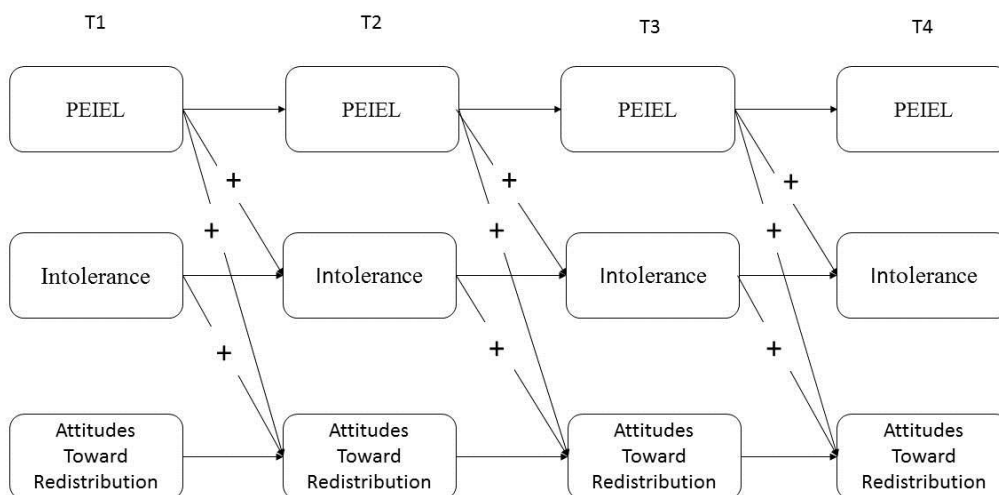 T1
T2
T3
T4
PEIEL
PEIEL
PEIEL
PEIEL
+
+
+
+
+
+
Intolerance
Intolerance
Intolerance
Intolerance
+
+
+
Attitudes
Toward
Redistribution
Attitudes
Toward
Redistribution
Attitudes
Toward
Redistribution
Attitudes
Toward
Redistribution